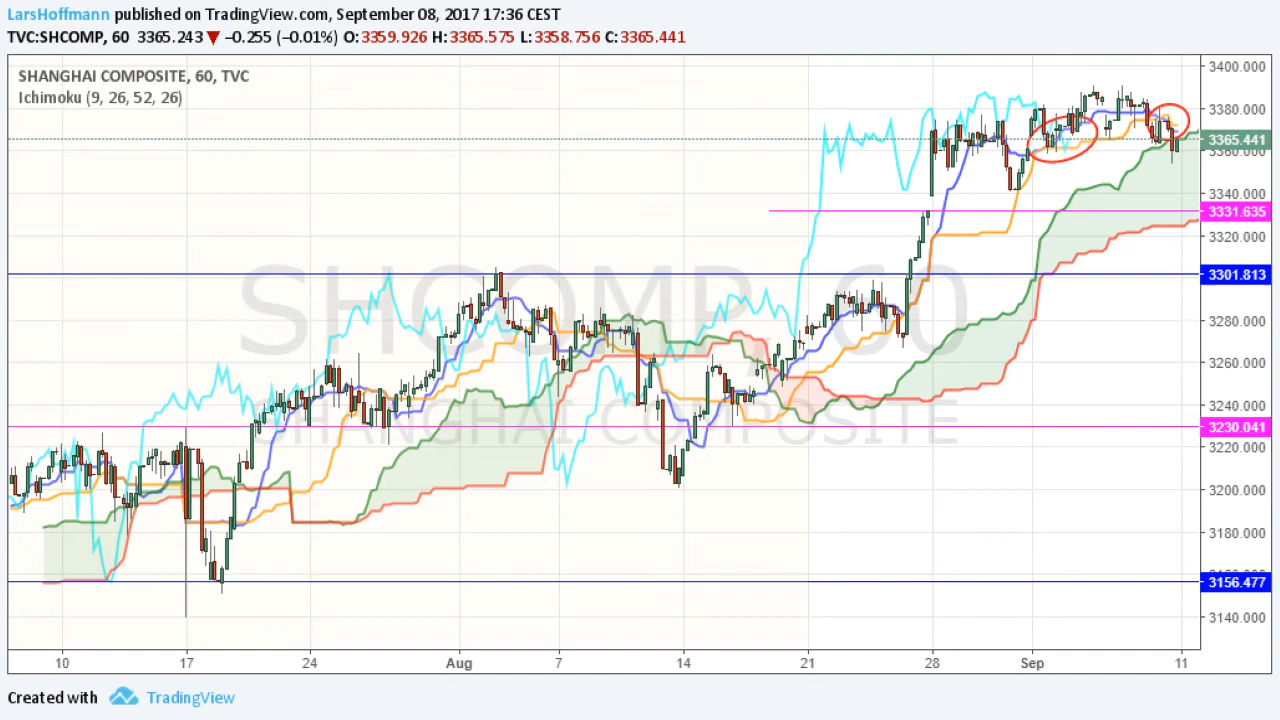 LarsHoffmann published on TradingView.com, September 08, 2017 17:36 CEST
TVC:SHCOMP, 60 3365.243 ▼ −0.255 (−0.01%) O:3359.926 H:3365.575 L:3358.756 C:3365.441
SHANGHAI COMPOSITE, 60, TVC
Ichimoku (9, 26, 52, 26)
SHCOMP, 60
SHANGHAI COMPOSITE
3400.000
3380.000
3365.441
3360.000
3340.000
3331.635
3320.000
3301.813
3280.000
3260.000
3240.000
3230.041
3220.000
3200.000
3180.000
3160.000
3156.477
3140.000
10 17 24 Aug 7 14 21 28 Sep 11
Created with TradingView